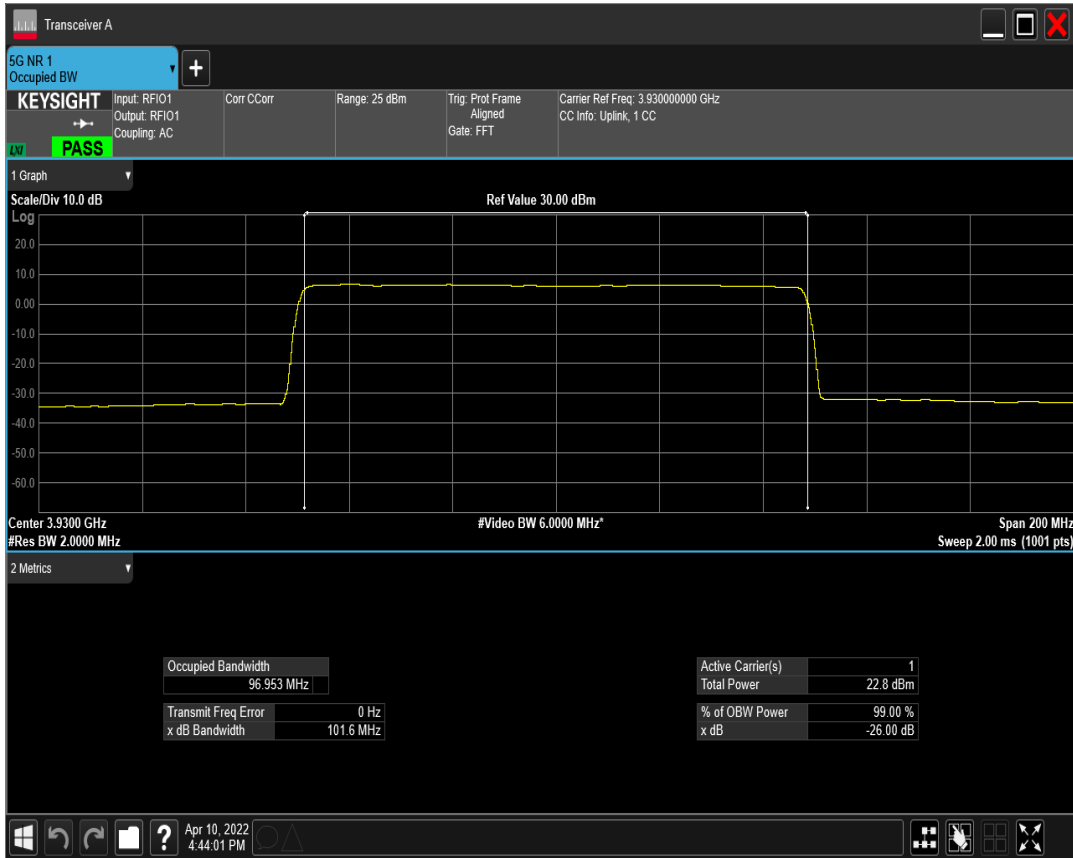 Transceiver A
5G NR 1
Occupied BW
KEYSIGHT
LXI
PASS
Input: RFIO1
Output: RFIO1
Coupling: AC
Corr CCorr
Range: 25 dBm
Trig: Prot Frame
Aligned
Gate: FFT
Carrier Ref Freq: 3.930000000 GHz
CC Info: Uplink, 1 CC
1 Graph
Scale/Div 10.0 dB
Ref Value 30.00 dBm
Log
20.0
10.0
0.00
-10.0
-20.0
-30.0
-40.0
-50.0
-60.0
Center 3.9300 GHz
#Video BW 6.0000 MHz*
Span 200 MHz
#Res BW 2.0000 MHz
Sweep 2.00 ms (1001 pts)
2 Metrics
Occupied Bandwidth
96.953 MHz
Transmit Freq Error 0 Hz
x dB Bandwidth 101.6 MHz
Active Carrier(s) 1
Total Power 22.8 dBm
% of OBW Power 99.00 %
x dB -26.00 dB
?
Apr 10, 2022
4:44:01 PM